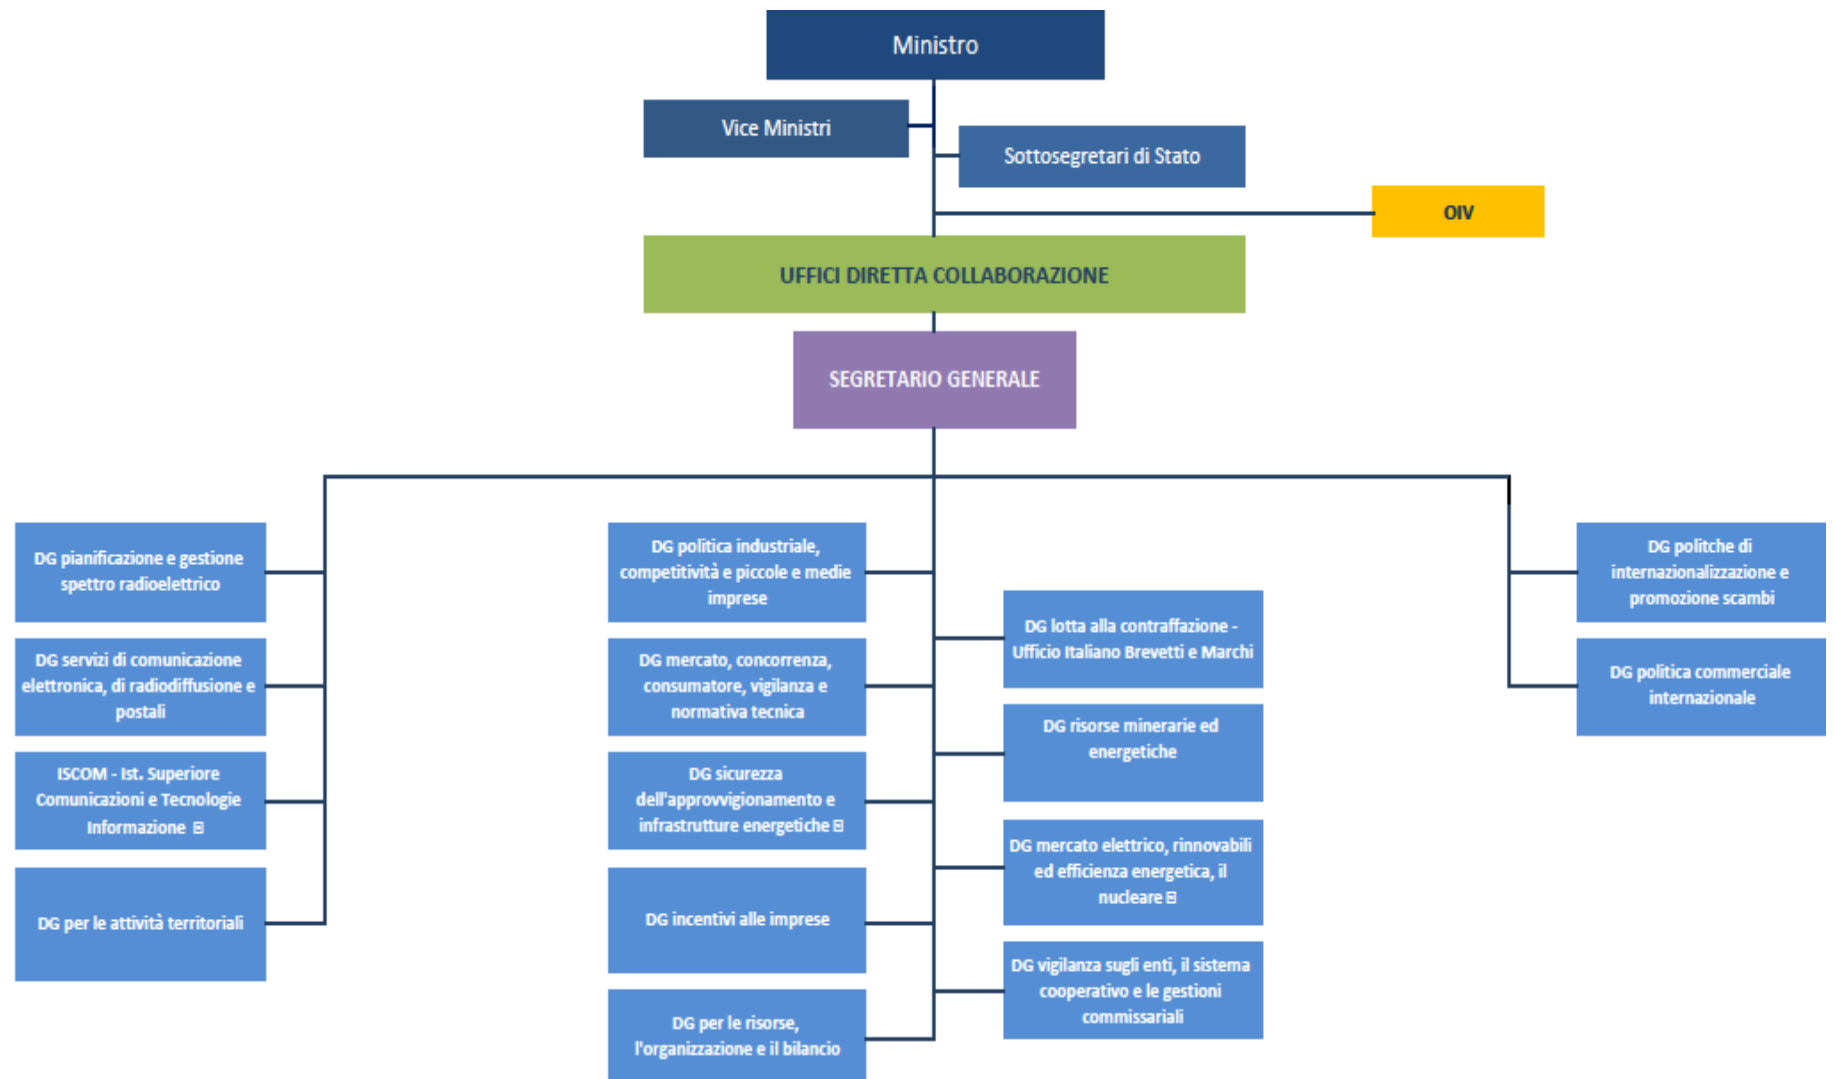 Ministro
Vice Ministri
Sottosegretari di Stato
OIV
UFFICI DIRETTA COLLABORAZIONE
SEGRETARIO GENERALE
DG pianificazione e gestione
spettro radioelettrico
DG servizi di comunicazione
elettronica, di radiodiffusione e
postali
ISCOM - Ist. Superiore
Comunicazioni e Tecnologie
Informazione
DG per le attività territoriali
DG politica industriale,
competitività e piccole e medie
imprese
DG mercato, concorrenza,
consumatore, vigilanza e
normativa tecnica
DG sicurezza
dell'approvvigionamento e
infrastrutture energetiche
DG incentivi alle imprese
DG per le risorse,
l'organizzazione e il bilancio
DG lotta alla contraffazione -
Ufficio Italiano Brevetti e Marchi
DG risorse minerarie ed
energetiche
DG mercato elettrico, rinnovabili
ed efficienza energetica, il
nucleare
DG vigilanza sugli enti, il sistema
cooperativo e le gestioni
commissariali
DG politche di
internazionalizzazione e
promozione scambi
DG politica commerciale
internazionale